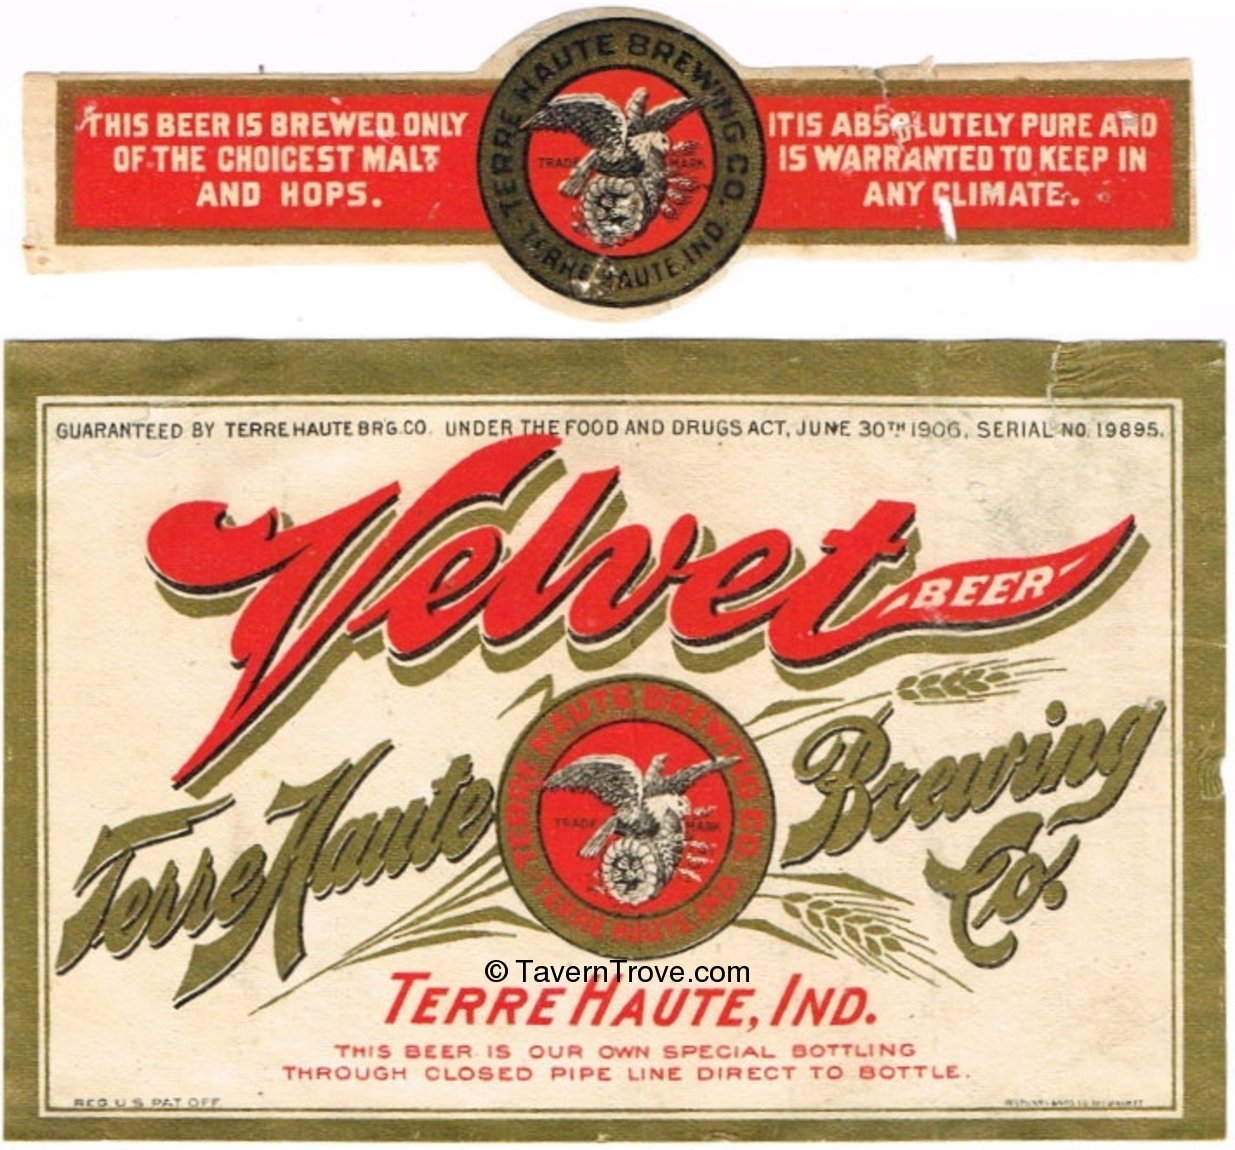 THIS BEER IS BREWED ONLY
OF THE CHOICEST MALT
AND HOPS.
TERRE HAUTE BREWING CO.
TERRE HAUTE, IND.
TRADE MARK
IT IS ABSOLUTELY PURE AND
IS WARRANTED TO KEEP IN
ANY CLIMATE.
GUARANTEED BY TERRE HAUTE BRG. CO. UNDER THE FOOD AND DRUGS ACT, JUNE 30TH 1906, SERIAL NO. 19895.
Velvet
BEER
Terre Haute Brewing
Co.
TERRE HAUTE BREWING CO.
TERRE HAUTE, IND.
TRADE MARK
© TavernTrove.com
TERRE HAUTE, IND.
THIS BEER IS OUR OWN SPECIAL BOTTLING
THROUGH CLOSED PIPE LINE DIRECT TO BOTTLE.
REG. U.S. PAT. OFF.